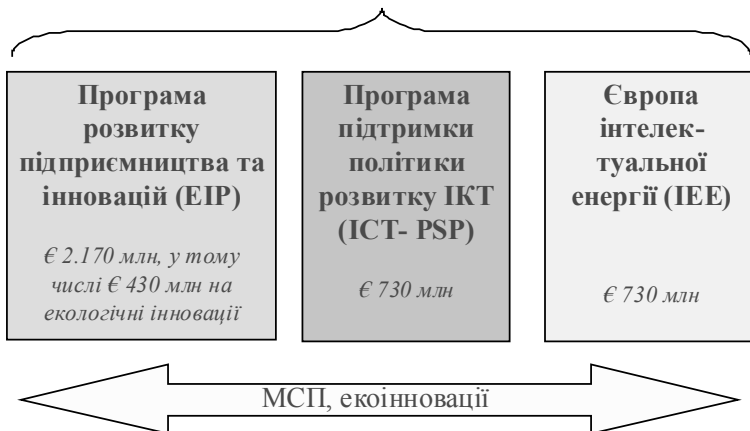 Програма
розвитку
підприємництва та
інновацій (EIP)
€ 2.170 млн, у тому
числі € 430 млн на
екологічні інновації
Програма
підтримки
політики
розвитку ІКТ
(ICT- PSP)
€ 730 млн
Європа
інтелек-
туальної
енергії (IEE)
€ 730 млн
МСП, екоінновації